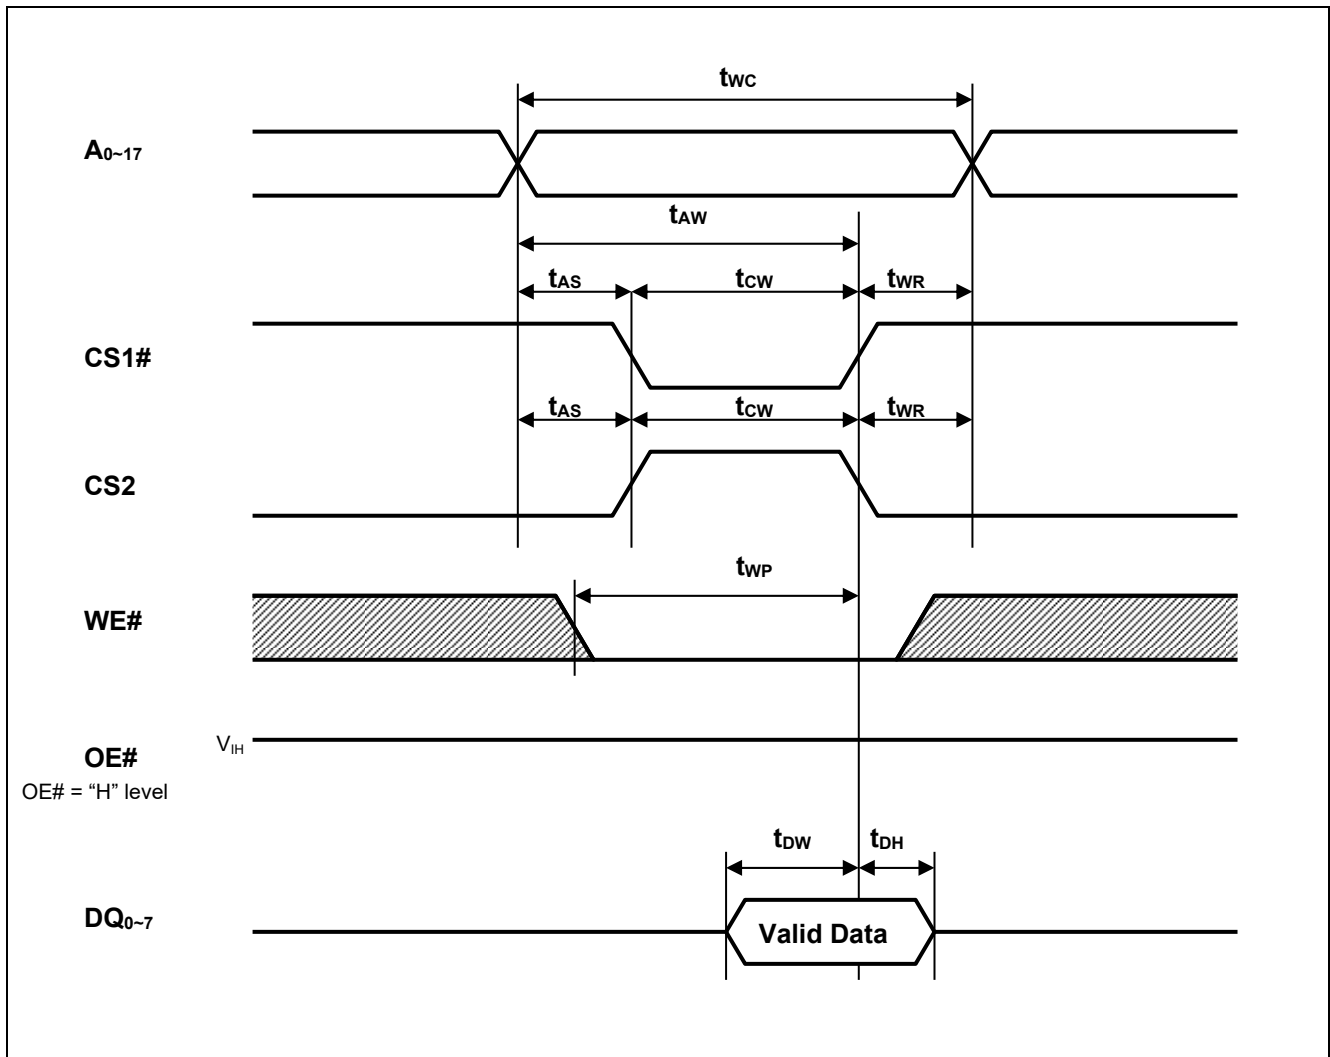 tWC
A0~17
tAW
tAS tCW tWR
CS1#
tAS tCW tWR
CS2
tWP
WE#
VIH
OE#
OE# = “H” level
tDW tDH
DQ0~7
Valid Data